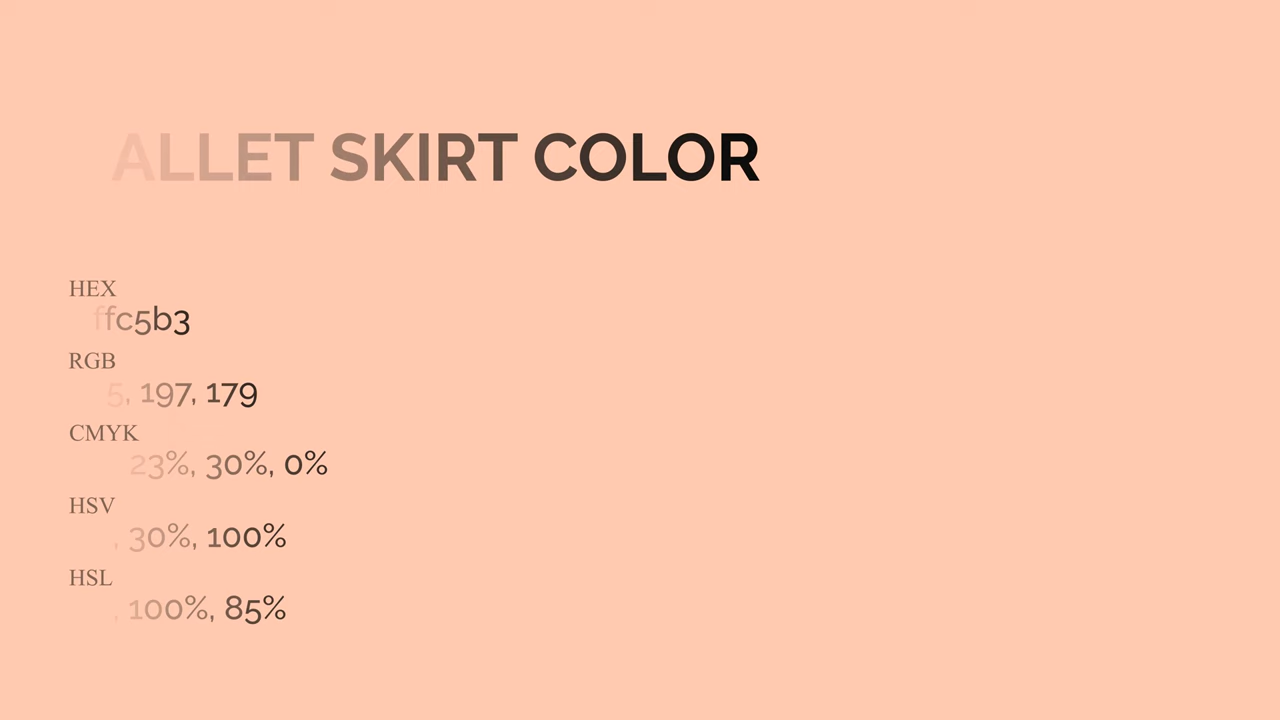 ALLET SKIRT COLOR
HEX
ffc5b3
RGB
5, 197, 179
CMYK
23%, 30%, 0%
HSV
, 30%, 100%
HSL
, 100%, 85%